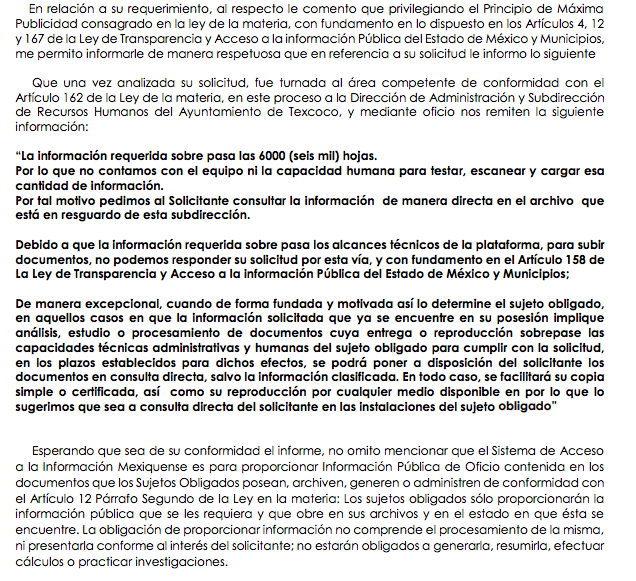 En relación a su requerimiento, al respecto le comento que privilegiando el Principio de Máxima
Publicidad consagrado en la ley de la materia, con fundamento en lo dispuesto en los Artículos 4, 12
y 167 de la Ley de Transparencia y Acceso a la información Pública del Estado de México y Municipios,
me permito informarle de manera respetuosa que en referencia a su solicitud le informo lo siguiente
Que una vez analizada su solicitud, fue turnada al área competente de conformidad con el
Artículo 162 de la Ley de la materia, en este proceso a la Dirección de Administración y Subdirección
de Recursos Humanos del Ayuntamiento de Texcoco, y mediante oficio nos remiten la siguiente
información:
“La información requerida sobre pasa las 6000 (seis mil) hojas.
Por lo que no contamos con el equipo ni la capacidad humana para testar, escanear y cargar esa
cantidad de información.
Por tal motivo pedimos al Solicitante consultar la información de manera directa en el archivo que
está en resguardo de esta subdirección.
Debido a que la información requerida sobre pasa los alcances técnicos de la plataforma, para subir
documentos, no podemos responder su solicitud por esta vía, y con fundamento en el Artículo 158 de
La Ley de Transparencia y Acceso a la información Pública del Estado de México y Municipios;
De manera excepcional, cuando de forma fundada y motivada así lo determine el sujeto obligado,
en aquellos casos en que la información solicitada que ya se encuentre en su posesión implique
análisis, estudio o procesamiento de documentos cuya entrega o reproducción sobrepase las
capacidades técnicas administrativas y humanas del sujeto obligado para cumplir con la solicitud,
en los plazos establecidos para dichos efectos, se podrá poner a disposición del solicitante los
documentos en consulta directa, salvo la información clasificada. En todo caso, se facilitará su copia
simple o certificada, así como su reproducción por cualquier medio disponible en por lo que lo
sugerimos que sea a consulta directa del solicitante en las instalaciones del sujeto obligado”
Esperando que sea de su conformidad el informe, no omito mencionar que el Sistema de Acceso
a la Información Mexiquense es para proporcionar Información Pública de Oficio contenida en los
documentos que los Sujetos Obligados posean, archiven, generen o administren de conformidad con
el Artículo 12 Párrafo Segundo de la Ley en la materia: Los sujetos obligados sólo proporcionarán la
información pública que se les requiera y que obre en sus archivos y en el estado en que ésta se
encuentre. La obligación de proporcionar información no comprende el procesamiento de la misma,
ni presentarla conforme al interés del solicitante; no estarán obligados a generarla, resumirla, efectuar
cálculos o practicar investigaciones.